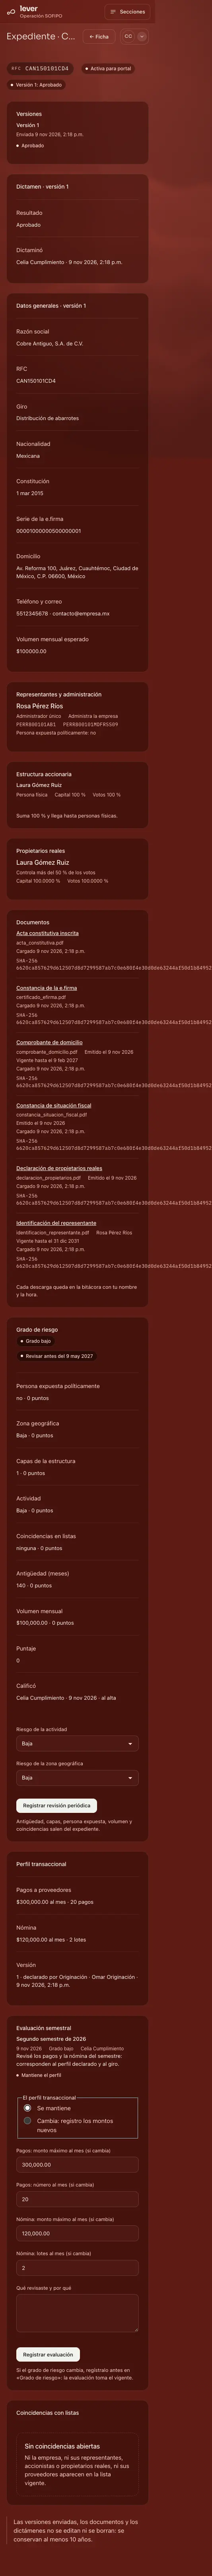 lever
Operación SOFIPO
Secciones
Expediente · C...
← Ficha
CC
RFC CAN150101CD4
Activa para portal
Versión 1: Aprobado
Versiones
Versión 1
Enviada 9 nov 2026, 2:18 p.m.
Aprobado
Dictamen · versión 1
Resultado
Aprobado
Dictaminó
Celia Cumplimiento · 9 nov 2026, 2:18 p.m.
Datos generales · versión 1
Razón social
Cobre Antiguo, S.A. de C.V.
RFC
CAN150101CD4
Giro
Distribución de abarrotes
Nacionalidad
Mexicana
Constitución
1 mar 2015
Serie de la e.firma
00001000000500000001
Domicilio
Av. Reforma 100, Juárez, Cuauhtémoc, Ciudad de
México, C.P. 06600, México
Teléfono y correo
5512345678 · contacto@empresa.mx
Volumen mensual esperado
$100000.00
Representantes y administración
Rosa Pérez Ríos
Administrador único Administra la empresa
PERR800101AB1 PERR800101MDFRSS09
Persona expuesta políticamente: no
Estructura accionaria
Laura Gómez Ruiz
Persona física Capital 100 % Votos 100 %
Suma 100 % y llega hasta personas físicas.
Propietarios reales
Laura Gómez Ruiz
Controla más del 50 % de los votos
Capital 100.0000 % Votos 100.0000 %
Documentos
Acta constitutiva inscrita
acta_constitutiva.pdf
Cargado 9 nov 2026, 2:18 p.m.
SHA-256
Constancia de la e.firma
certificado_efirma.pdf
Cargado 9 nov 2026, 2:18 p.m.
SHA-256
Comprobante de domicilio
comprobante_domicilio.pdf Emitido el 8 nov 2026
Vigente hasta el 9 feb 2027
Cargado 9 nov 2026, 2:18 p.m.
SHA-256
Constancia de situación fiscal
constancia_situacion_fiscal.pdf
Emitido el 9 nov 2026
Cargado 9 nov 2026, 2:18 p.m.
SHA-256
Declaración de propietarios reales
declaracion_propietarios.pdf Emitido el 9 nov 2026
Cargado 9 nov 2026, 2:18 p.m.
SHA-256
Identificación del representante
identificacion_representante.pdf Rosa Pérez Ríos
Vigente hasta el 31 dic 2031
Cargado 9 nov 2026, 2:18 p.m.
SHA-256
Cada descarga queda en la bitácora con tu nombre
y la hora.
Grado de riesgo
Grado bajo
Revisar antes del 9 may 2027
Persona expuesta políticamente
no · 0 puntos
Zona geográfica
Baja · 0 puntos
Capas de la estructura
1 · 0 puntos
Actividad
Baja · 0 puntos
Coincidencias en listas
ninguna · 0 puntos
Antigüedad (meses)
140 · 0 puntos
Volumen mensual
$100,000.00 · 0 puntos
Puntaje
0
Calificó
Celia Cumplimiento · 9 nov 2026 · al alta
Riesgo de la actividad
Baja
Riesgo de la zona geográfica
Baja
Registrar revisión periódica
Antigüedad, capas, persona expuesta, volumen y
coincidencias salen del expediente.
Perfil transaccional
Pagos a proveedores
$300,000.00 al mes · 20 pagos
Nómina
$120,000.00 al mes · 2 lotes
Versión
1 · declarado por Originación · Omar Originación ·
9 nov 2026, 2:18 p.m.
Evaluación semestral
Segundo semestre de 2026
9 nov 2026 Grado bajo Celia Cumplimiento
Revisé los pagos y la nómina del semestre:
corresponden al perfil declarado y al giro.
Mantiene el perfil
El perfil transaccional
Se mantiene
Cambia: registro los montos
nuevos
Pagos: monto máximo al mes (si cambia)
300,000.00
Pagos: número al mes (si cambia)
20
Nómina: monto máximo al mes (si cambia)
120,000.00
Nómina: lotes al mes (si cambia)
2
Qué revisaste y por qué
Registrar evaluación
Si el grado de riesgo cambia, regístralo antes en
«Grado de riesgo»: la evaluación toma el vigente.
Coincidencias con listas
Sin coincidencias abiertas
Ni la empresa, ni sus representantes,
accionistas o propietarios reales, ni sus
proveedores aparecen en la lista
vigente.
Las versiones enviadas, los documentos y los
dictámenes no se editan ni se borran: se
conservan al menos 10 años.